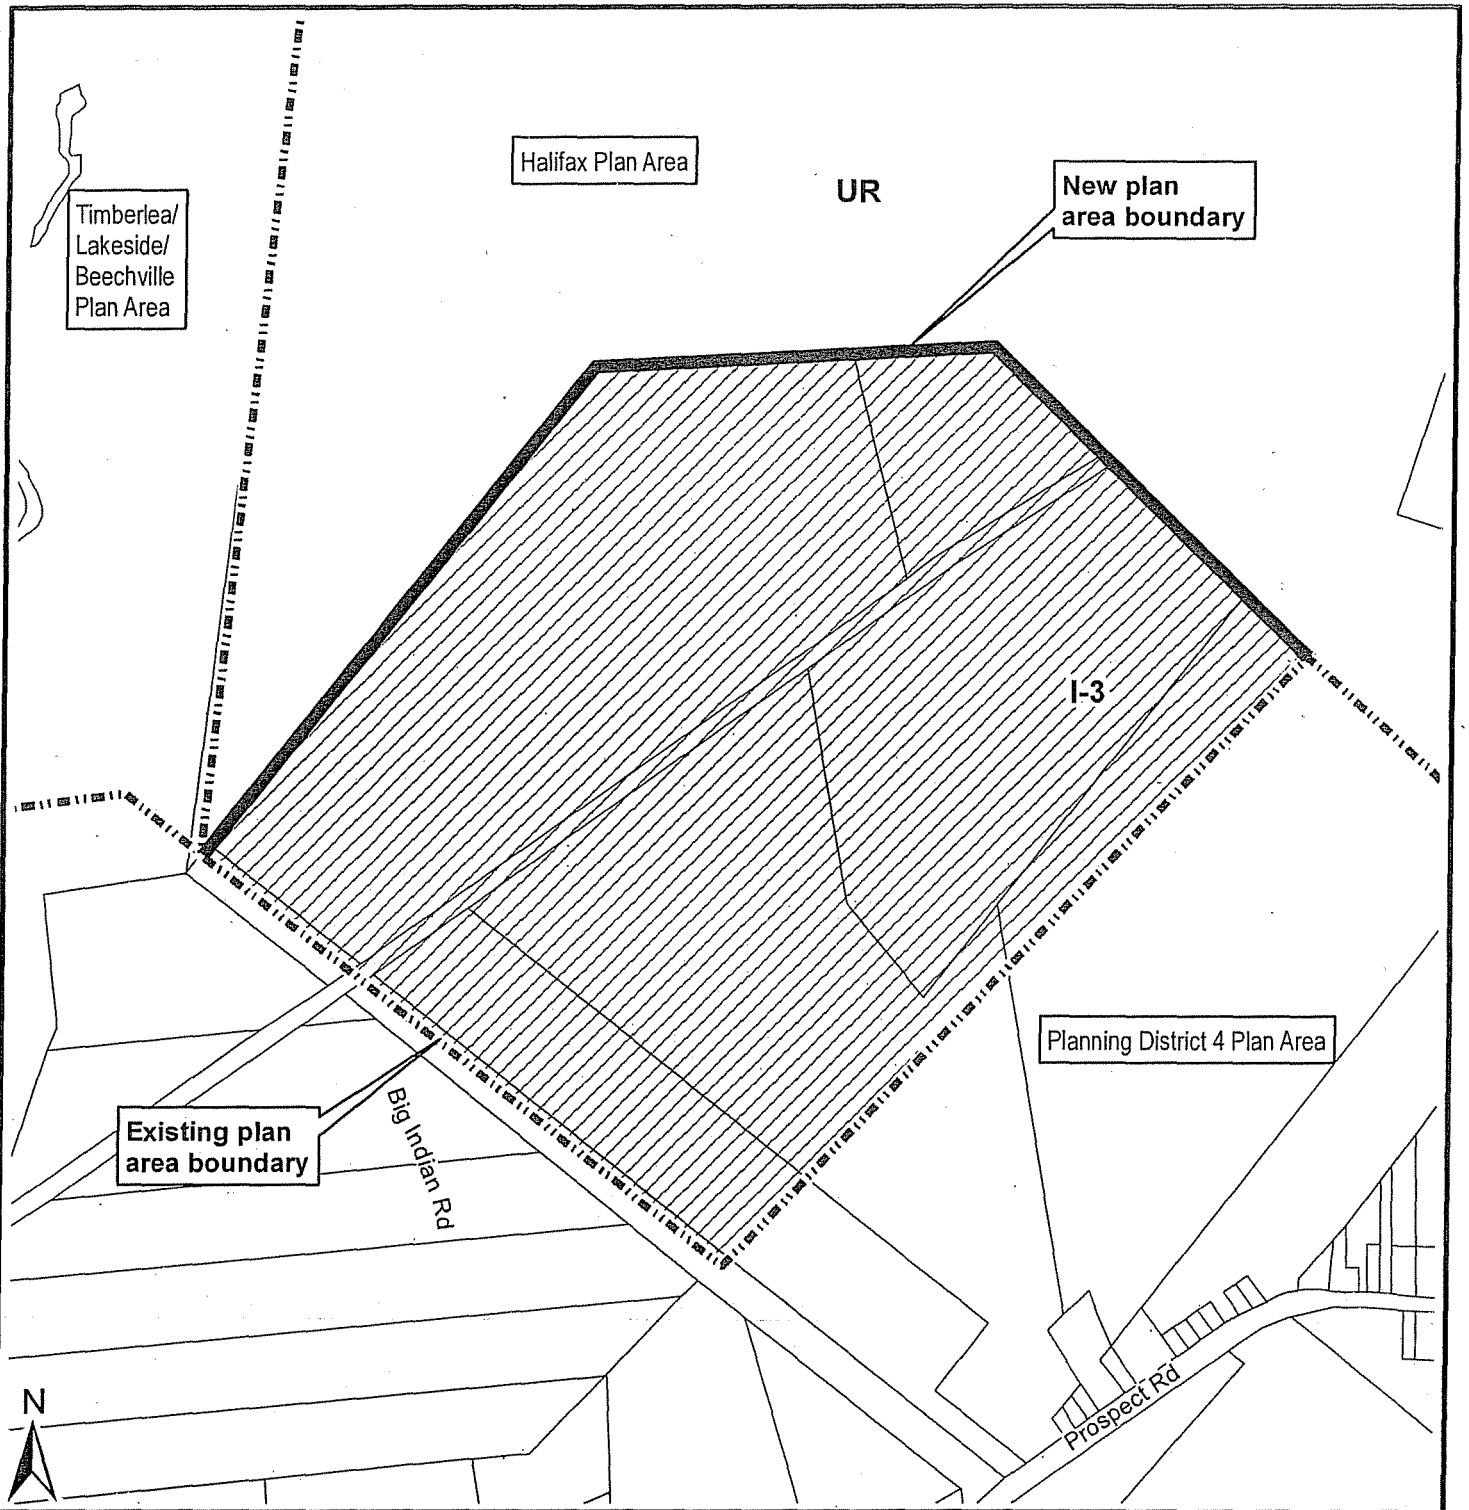 Halifax Plan Area
UR
New plan
area boundary
Timberlea/
Lakeside/
Beechville
Plan Area
I-3
Planning District 4 Plan Area
Existing plan
area boundary
Big Indian Rd
Prospect Rd
N